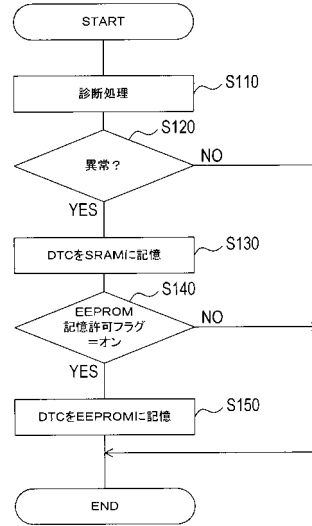 START
診断処理
S110
異常?
S120
NO
YES
DTCをSRAMに記憶
S130
EEPROM
記憶許可フラグ
=オン
S140
NO
YES
DTCをEEPROMに記憶
S150
END